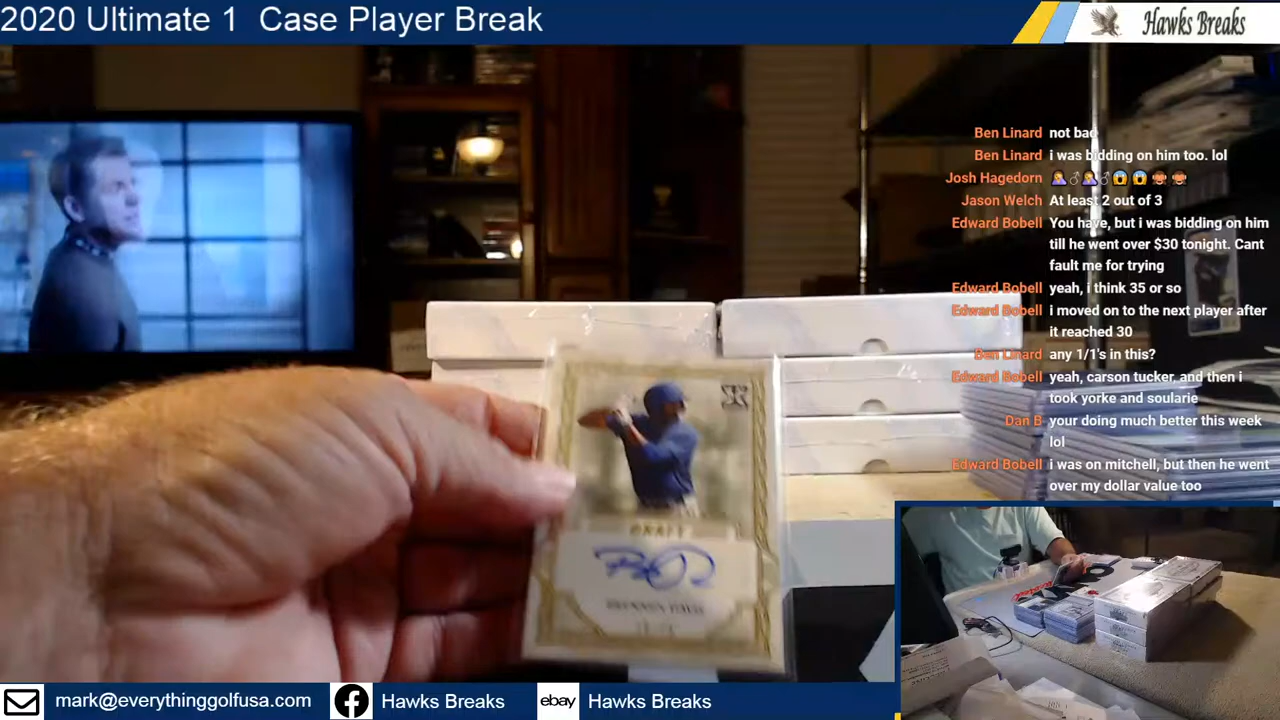 2020 Ultimate 1 Case Player Break
Hawks Breaks
Ben Linard not bad
Ben Linard i was bidding on him too. lol
Josh Hagedorn 🤦‍♂️🤦‍♂️😱😱🙈🙈
Jason Welch At least 2 out of 3
Edward Bobell You have, but i was bidding on him
till he went over $30 tonight. Cant
fault me for trying
Edward Bobell yeah, i think 35 or so
Edward Bobell i moved on to the next player after
it reached 30
Ben Linard any 1/1's in this?
Edward Bobell yeah, carson tucker, and then i
took yorke and soularie
Dan B your doing much better this week
lol
Edward Bobell i was on mitchell, but then he went
over my dollar value too
DRAFT
BRENNEN DAVIS
mark@everythinggolfusa.com
Hawks Breaks
ebay
Hawks Breaks